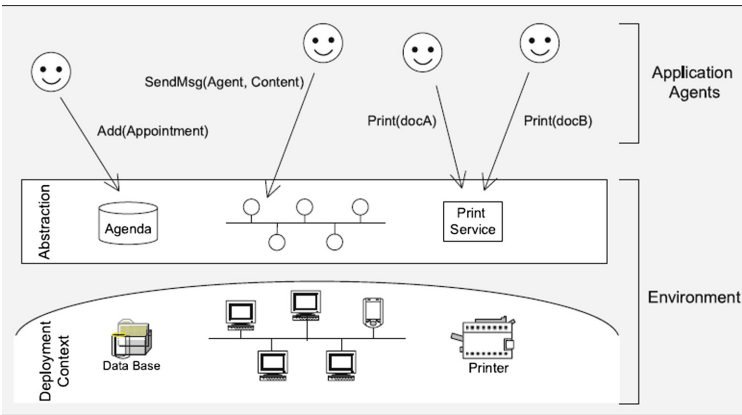 SendMsg(Agent, Content)
Application
Agents
Add(Appointment)
Print(docA)
Print(docB)
Abstraction
Agenda
Print
Service
Environment
Deployment
Context
Data Base
Printer